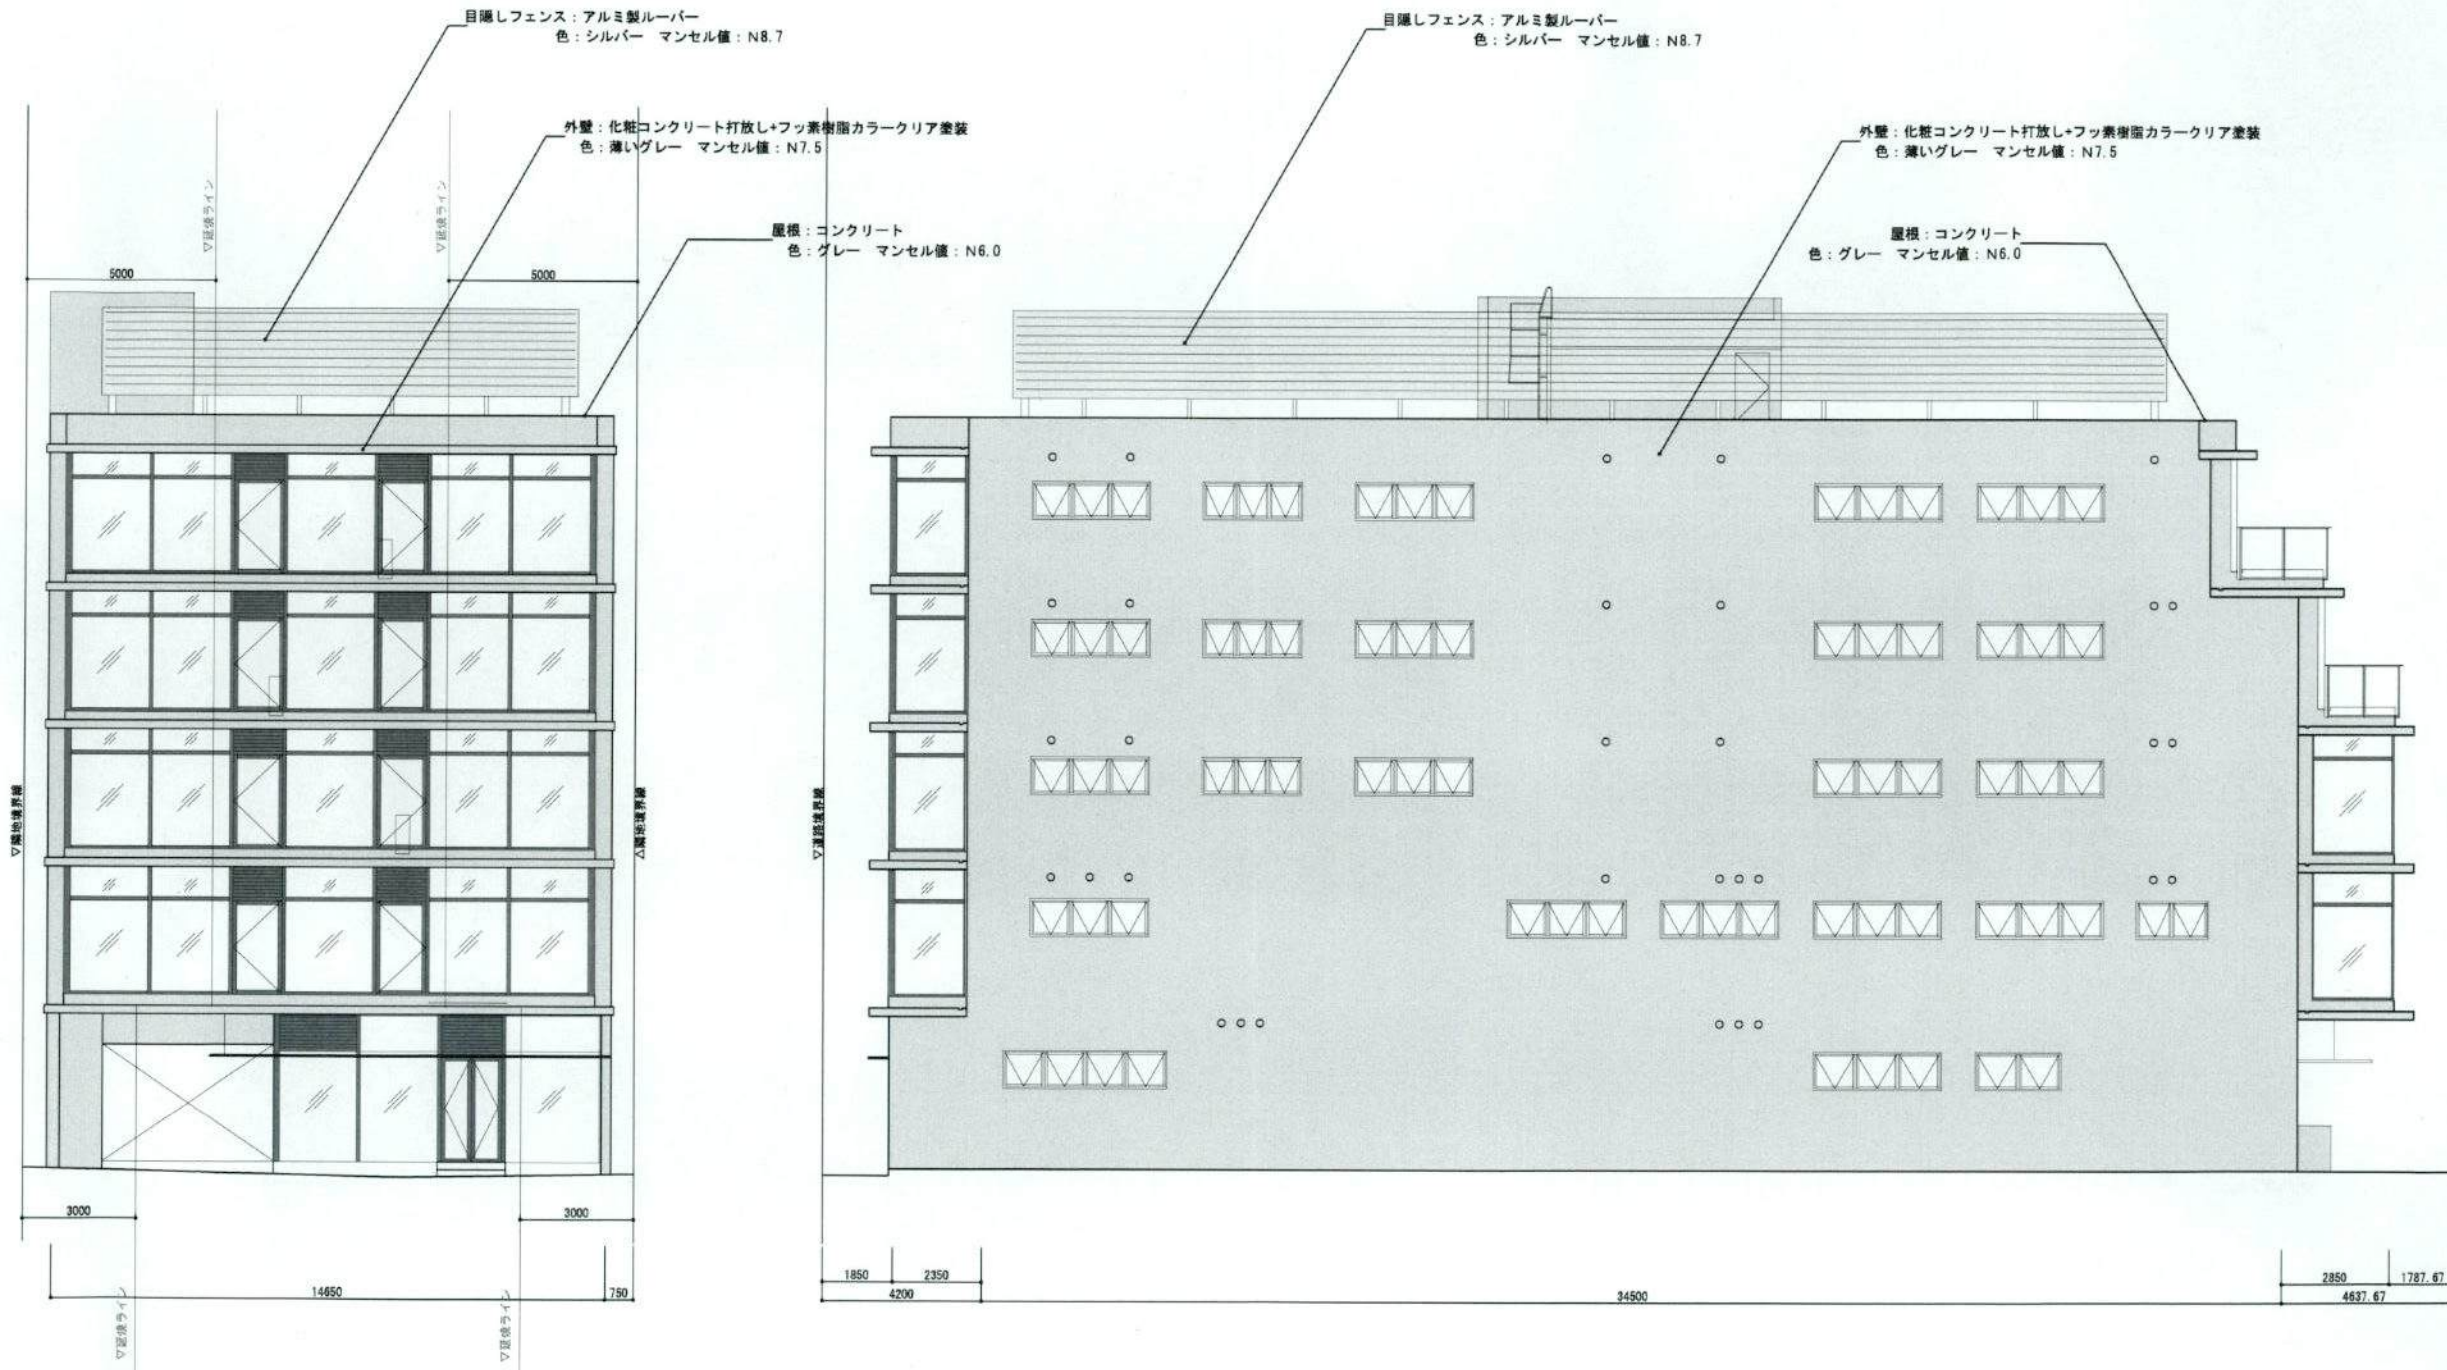 目隠しフェンス：アルミ製ルーバー
色：シルバー　マンセル値：N8.7
外壁：化粧コンクリート打放し+フッ素樹脂カラークリア塗装
色：薄いグレー　マンセル値：N7.5
屋根：コンクリート
色：グレー　マンセル値：N6.0
▽延焼ライン
▽延焼ライン
5000
5000
▽隣地境界線
△隣地境界線
3000
3000
14650
750
▽延焼ライン
▽延焼ライン
目隠しフェンス：アルミ製ルーバー
色：シルバー　マンセル値：N8.7
外壁：化粧コンクリート打放し+フッ素樹脂カラークリア塗装
色：薄いグレー　マンセル値：N7.5
屋根：コンクリート
色：グレー　マンセル値：N6.0
▽道路境界線
1850
2350
4200
34500
2850
1787.67
4637.67